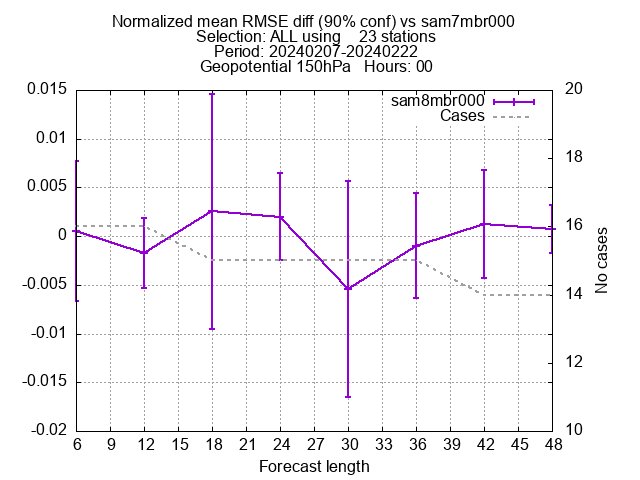 Normalized mean RMSE diff (90% conf) vs sam7mbr000
Selection: ALL using    23 stations
Period: 20240207-20240222
Geopotential 150hPa   Hours: 00
sam8mbr000
Cases
0.015
0.01
0.005
0
-0.005
-0.01
-0.015
-0.02
20
18
16
14
12
10
No cases
6 9 12 15 18 21 24 27 30 33 36 39 42 45 48
Forecast length